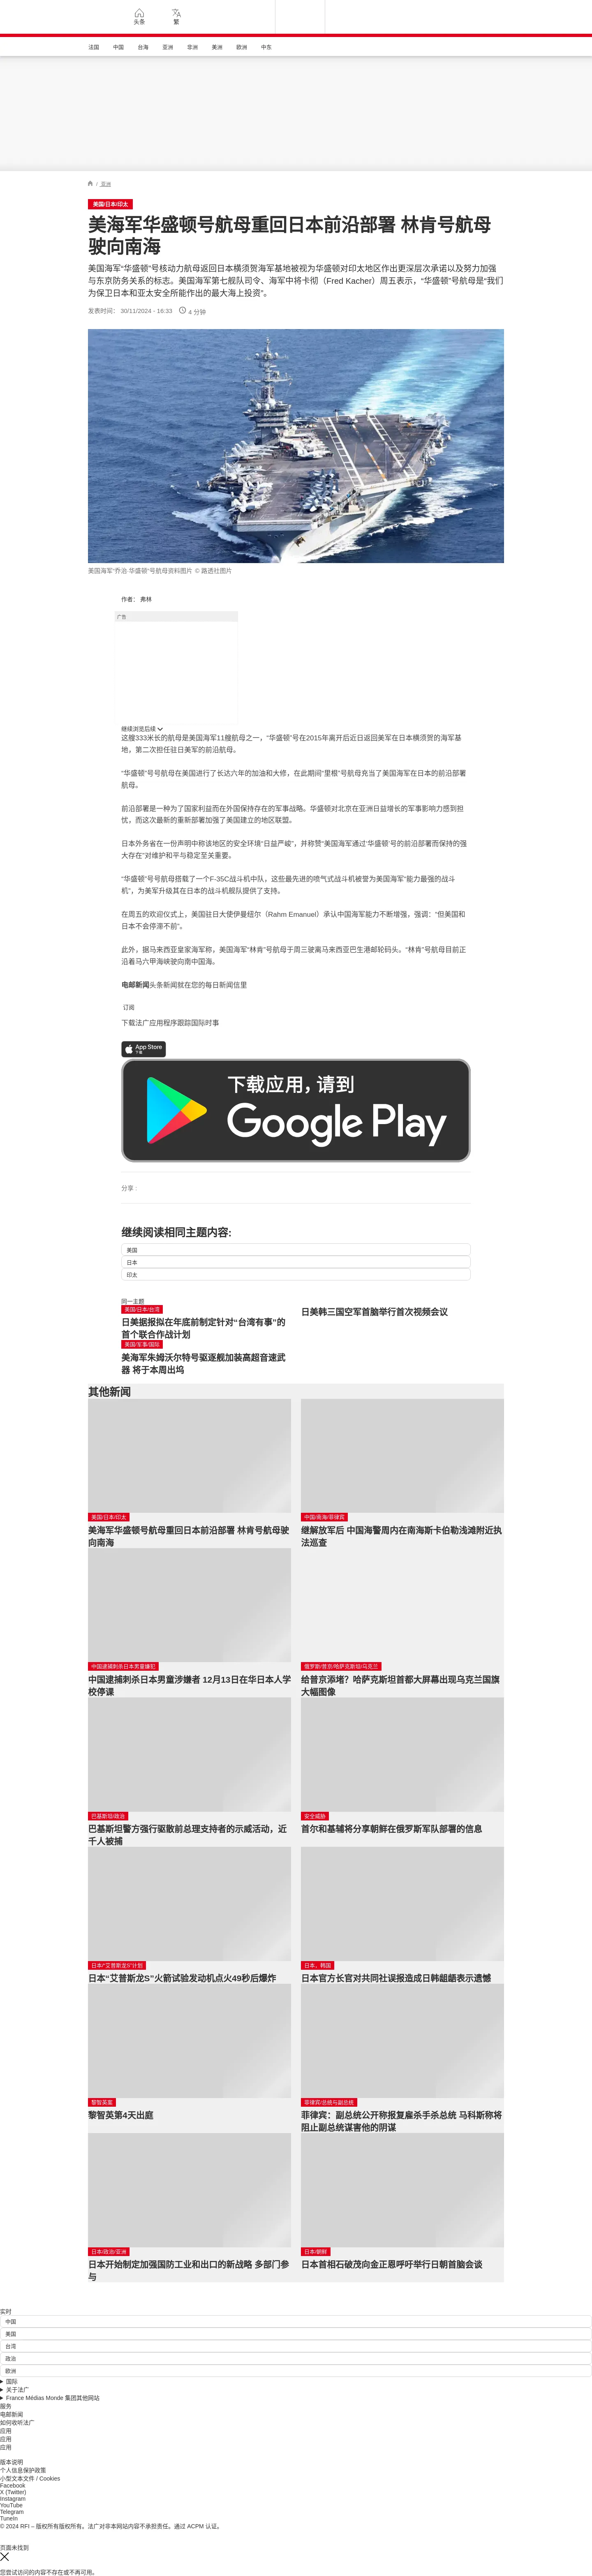 头条
繁
法国
中国
台海
亚洲
非洲
美洲
欧洲
中东
/ 亚洲
美国/日本/印太
美海军华盛顿号航母重回日本前沿部署 林肯号航母
驶向南海
美国海军“华盛顿”号核动力航母返回日本横须贺海军基地被视为华盛顿对印太地区作出更深层次承诺以及努力加强
与东京防务关系的标志。美国海军第七舰队司令、海军中将卡彻（Fred Kacher）周五表示，“华盛顿”号航母是“我们
为保卫日本和亚太安全所能作出的最大海上投资”。
发表时间： 30/11/2024 - 16:33 4 分钟
美国海军“乔治·华盛顿”号航母资料图片 © 路透社图片
作者： 弗林
广告
继续浏览后续
这艘333米长的航母是美国海军11艘航母之一，“华盛顿”号在2015年离开后近日返回美军在日本横须贺的海军基
地，第二次担任驻日美军的前沿航母。
“华盛顿”号号航母在美国进行了长达六年的加油和大修，在此期间“里根”号航母充当了美国海军在日本的前沿部署
航母。
前沿部署是一种为了国家利益而在外国保持存在的军事战略。华盛顿对北京在亚洲日益增长的军事影响力感到担
忧，而这次最新的重新部署加强了美国建立的地区联盟。
日本外务省在一份声明中称该地区的安全环境“日益严峻”，并称赞“美国海军通过‘华盛顿’号的前沿部署而保持的强
大存在”对维护和平与稳定至关重要。
“华盛顿”号号航母搭载了一个F-35C战斗机中队，这些最先进的喷气式战斗机被誉为美国海军“能力最强的战斗
机”，为美军升级其在日本的战斗机舰队提供了支持。
在周五的欢迎仪式上，美国驻日大使伊曼纽尔（Rahm Emanuel）承认中国海军能力不断增强，强调：“但美国和
日本不会停滞不前”。
此外，据马来西亚皇家海军称，美国海军“林肯”号航母于周三驶离马来西亚巴生港邮轮码头。“林肯”号航母目前正
沿着马六甲海峡驶向南中国海。
电邮新闻头条新闻就在您的每日新闻信里
订阅
下载法广应用程序跟踪国际时事
App Store
下载
下载应用，请到
Google Play
分享 :
继续阅读相同主题内容:
美国
日本
印太
同一主题
美国/日本/台湾
日美据报拟在年底前制定针对“台湾有事”的
首个联合作战计划
日美韩三国空军首脑举行首次视频会议
美国/军事/国际
美海军朱姆沃尔特号驱逐舰加装高超音速武
器 将于本周出坞
其他新闻
美国/日本/印太
美海军华盛顿号航母重回日本前沿部署 林肯号航母驶
向南海
中国/南海/菲律宾
继解放军后 中国海警周内在南海斯卡伯勒浅滩附近执
法巡查
中国逮捕刺杀日本男童嫌犯
中国逮捕刺杀日本男童涉嫌者 12月13日在华日本人学
校停课
俄罗斯/普京/哈萨克斯坦/乌克兰
给普京添堵？哈萨克斯坦首都大屏幕出现乌克兰国旗
大幅图像
巴基斯坦/政治
巴基斯坦警方强行驱散前总理支持者的示威活动，近
千人被捕
安全威胁
首尔和基辅将分享朝鲜在俄罗斯军队部署的信息
日本/“艾普斯龙S”计划
日本“艾普斯龙S”火箭试验发动机点火49秒后爆炸
日本、韩国
日本官方长官对共同社误报造成日韩龃龉表示遗憾
黎智英案
黎智英第4天出庭
菲律宾/总统与副总统
菲律宾：副总统公开称报复雇杀手杀总统 马科斯称将
阻止副总统谋害他的阴谋
日本/政治/亚洲
日本开始制定加强国防工业和出口的新战略 多部门参
与
日本/朝鲜
日本首相石破茂向金正恩呼吁举行日朝首脑会谈
实时
中国
美国
台湾
政治
欧洲
国际
关于法广
France Médias Monde 集团其他网站
服务
电邮新闻
如何收听法广
应用
应用
应用
版本说明
个人信息保护政策
小型文本文件 / Cookies
Facebook
X (Twitter)
Instagram
YouTube
Telegram
TuneIn
© 2024 RFI – 版权所有版权所有。法广对非本网站内容不承担责任。通过 ACPM 认证。
页面未找到
您尝试访问的内容不存在或不再可用。